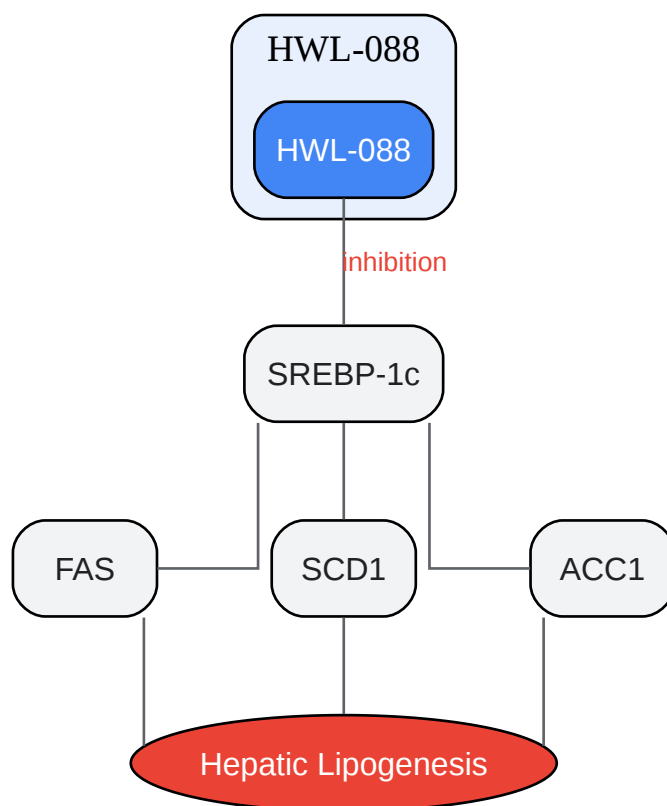 HWL-088
HWL-088
inhibition
SREBP-1c
FAS
SCD1
ACC1
Hepatic Lipogenesis